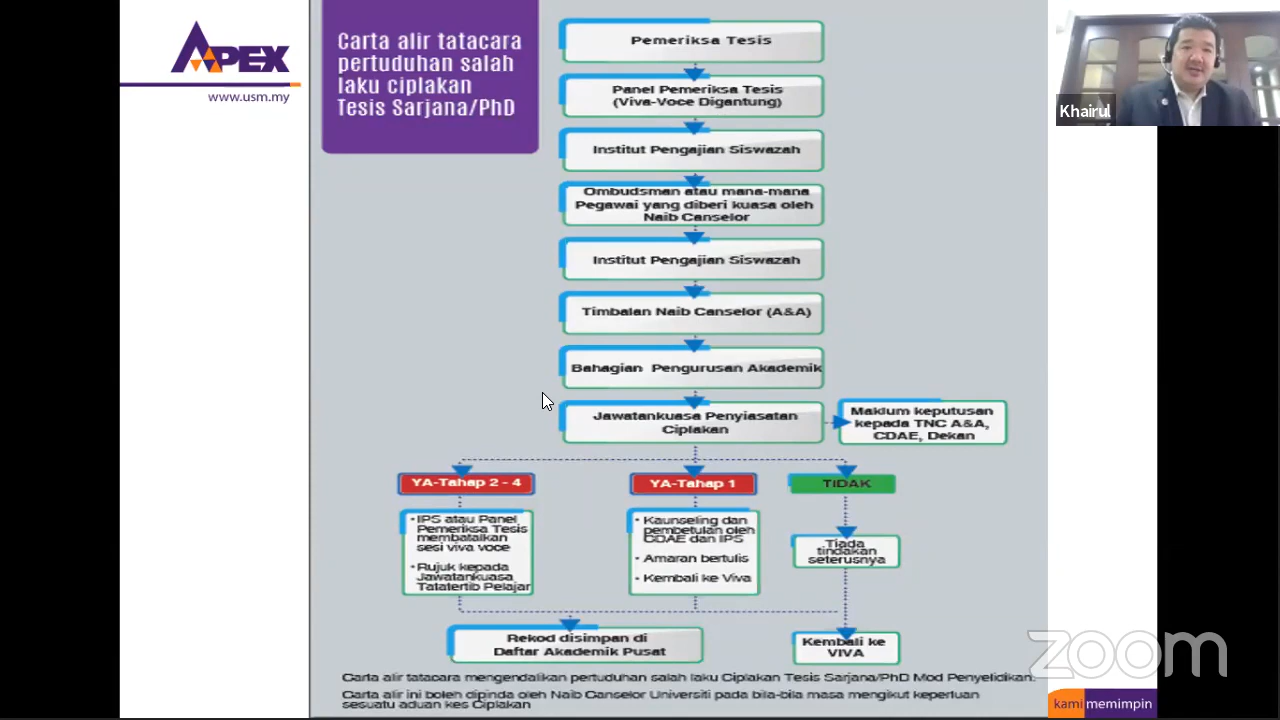 APEX
www.usm.my
Carta alir tatacara
pertuduhan salah
laku ciplakan
Tesis Sarjana/PhD
Khairul
Pemeriksa Tesis
Panel Pemeriksa Tesis
(Viva-Voce Digantung)
Institut Pengajian Siswazah
Ombudsman atau mana-mana
Pegawai yang diberi kuasa oleh
Naib Canselor
Institut Pengajian Siswazah
Timbalan Naib Canselor (A&A)
Bahagian Pengurusan Akademik
Jawatankuasa Penyiasatan
Ciplakan
Maklum keputusan
kepada TNC A&A,
CDAE, Dekan
YA-Tahap 2 - 4
YA-Tahap 1
TIDAK
• IPS atau Panel
Pemeriksa Tesis
membatalkan
sesi viva voce
• Rujuk kepada
Jawatankuasa
Tatatertib Pelajar
• Kaunseling dan
pembetulan oleh
CDAE dan IPS
• Amaran bertulis
• Kembali ke Viva
Tiada
tindakan
seterusnya
Rekod disimpan di
Daftar Akademik Pusat
Kembali ke
VIVA
Carta alir tatacara mengendalikan pertuduhan salah laku Ciplakan Tesis Sarjana/PhD Mod Penyelidikan.
Carta alir ini boleh dipinda oleh Naib Canselor Universiti pada bila-bila masa mengikut keperluan
sesuatu aduan kes Ciplakan
zoom
kami memimpin